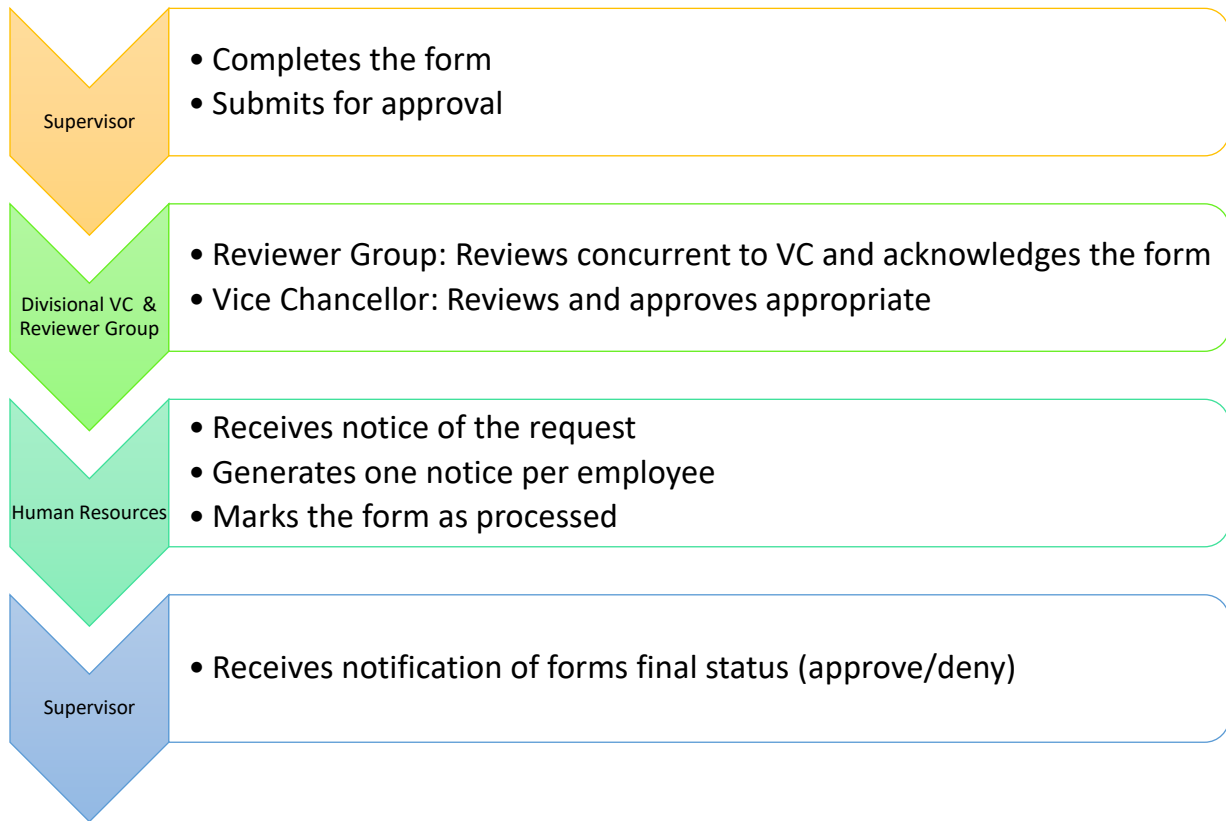 Supervisor
• Completes the form
• Submits for approval
Divisional VC &
Reviewer Group
• Reviewer Group: Reviews concurrent to VC and acknowledges the form
• Vice Chancellor: Reviews and approves appropriate
Human Resources
• Receives notice of the request
• Generates one notice per employee
• Marks the form as processed
Supervisor
• Receives notification of forms final status (approve/deny)